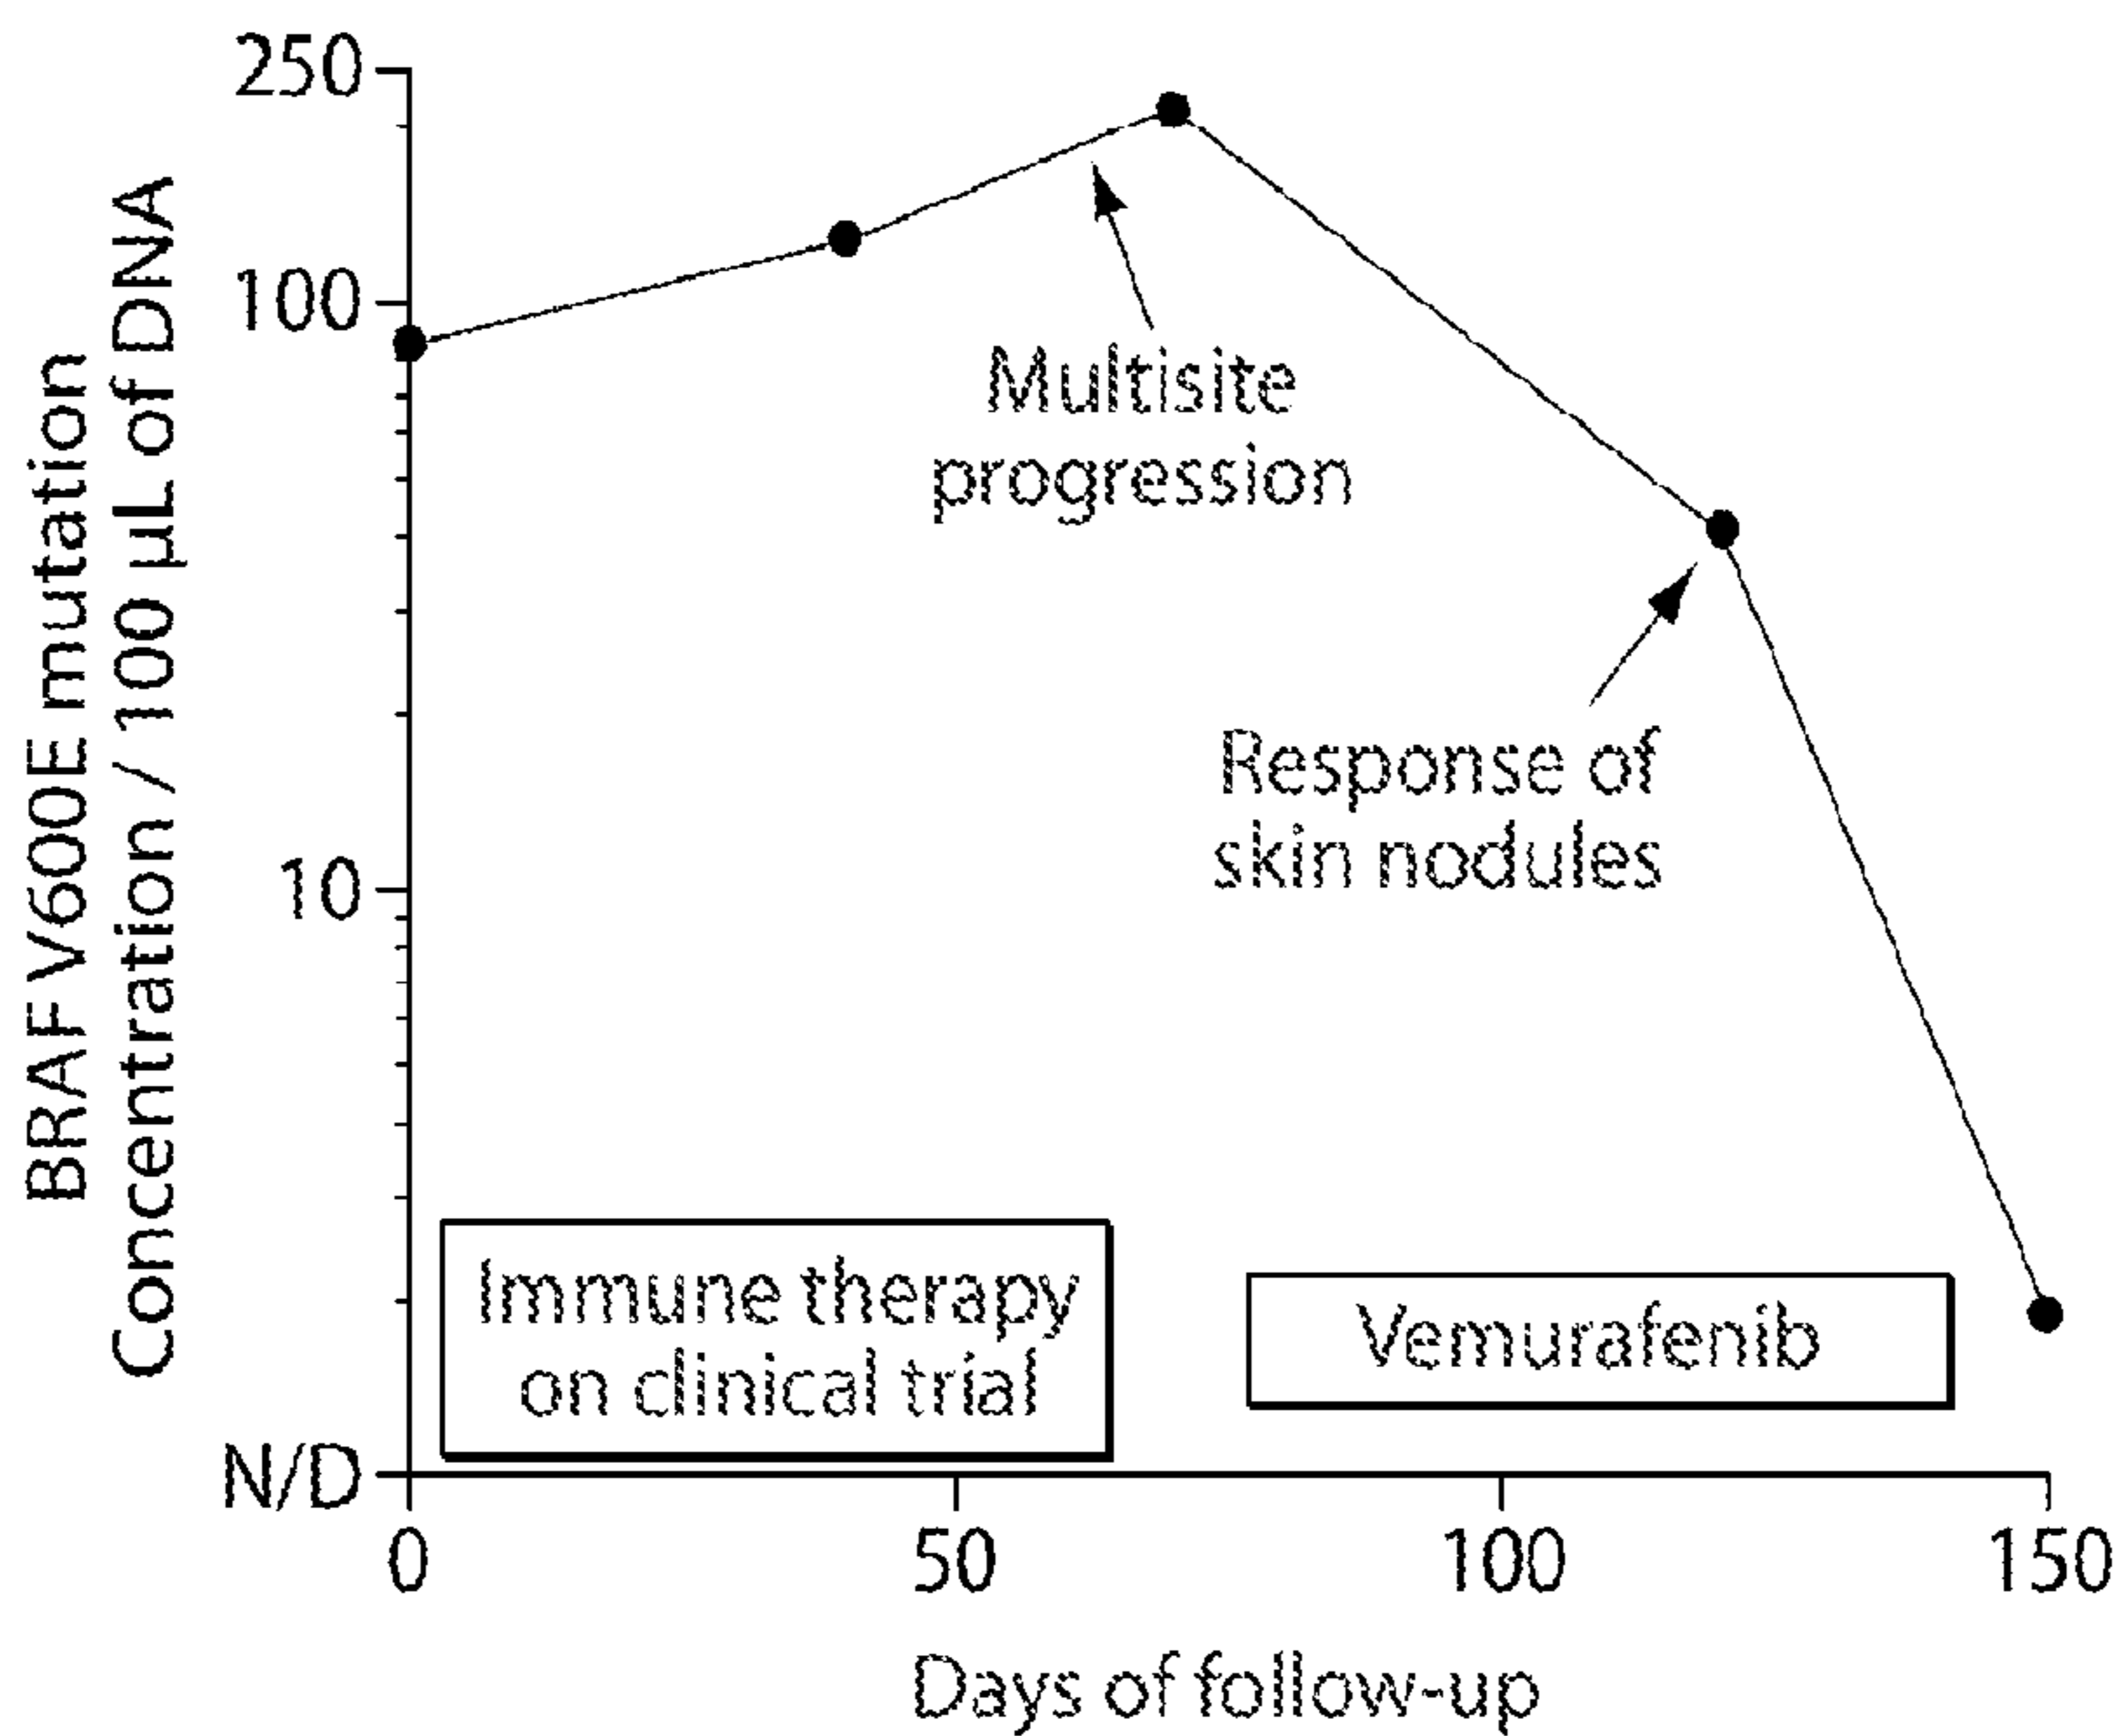 BRAF V600E mutation
Concentration / 100 µL of DNA
250
100
10
N/D
Multisite
progression
Response of
skin nodules
Immune therapy
on clinical trial
Vemurafenib
0
50
100
150
Days of follow-up